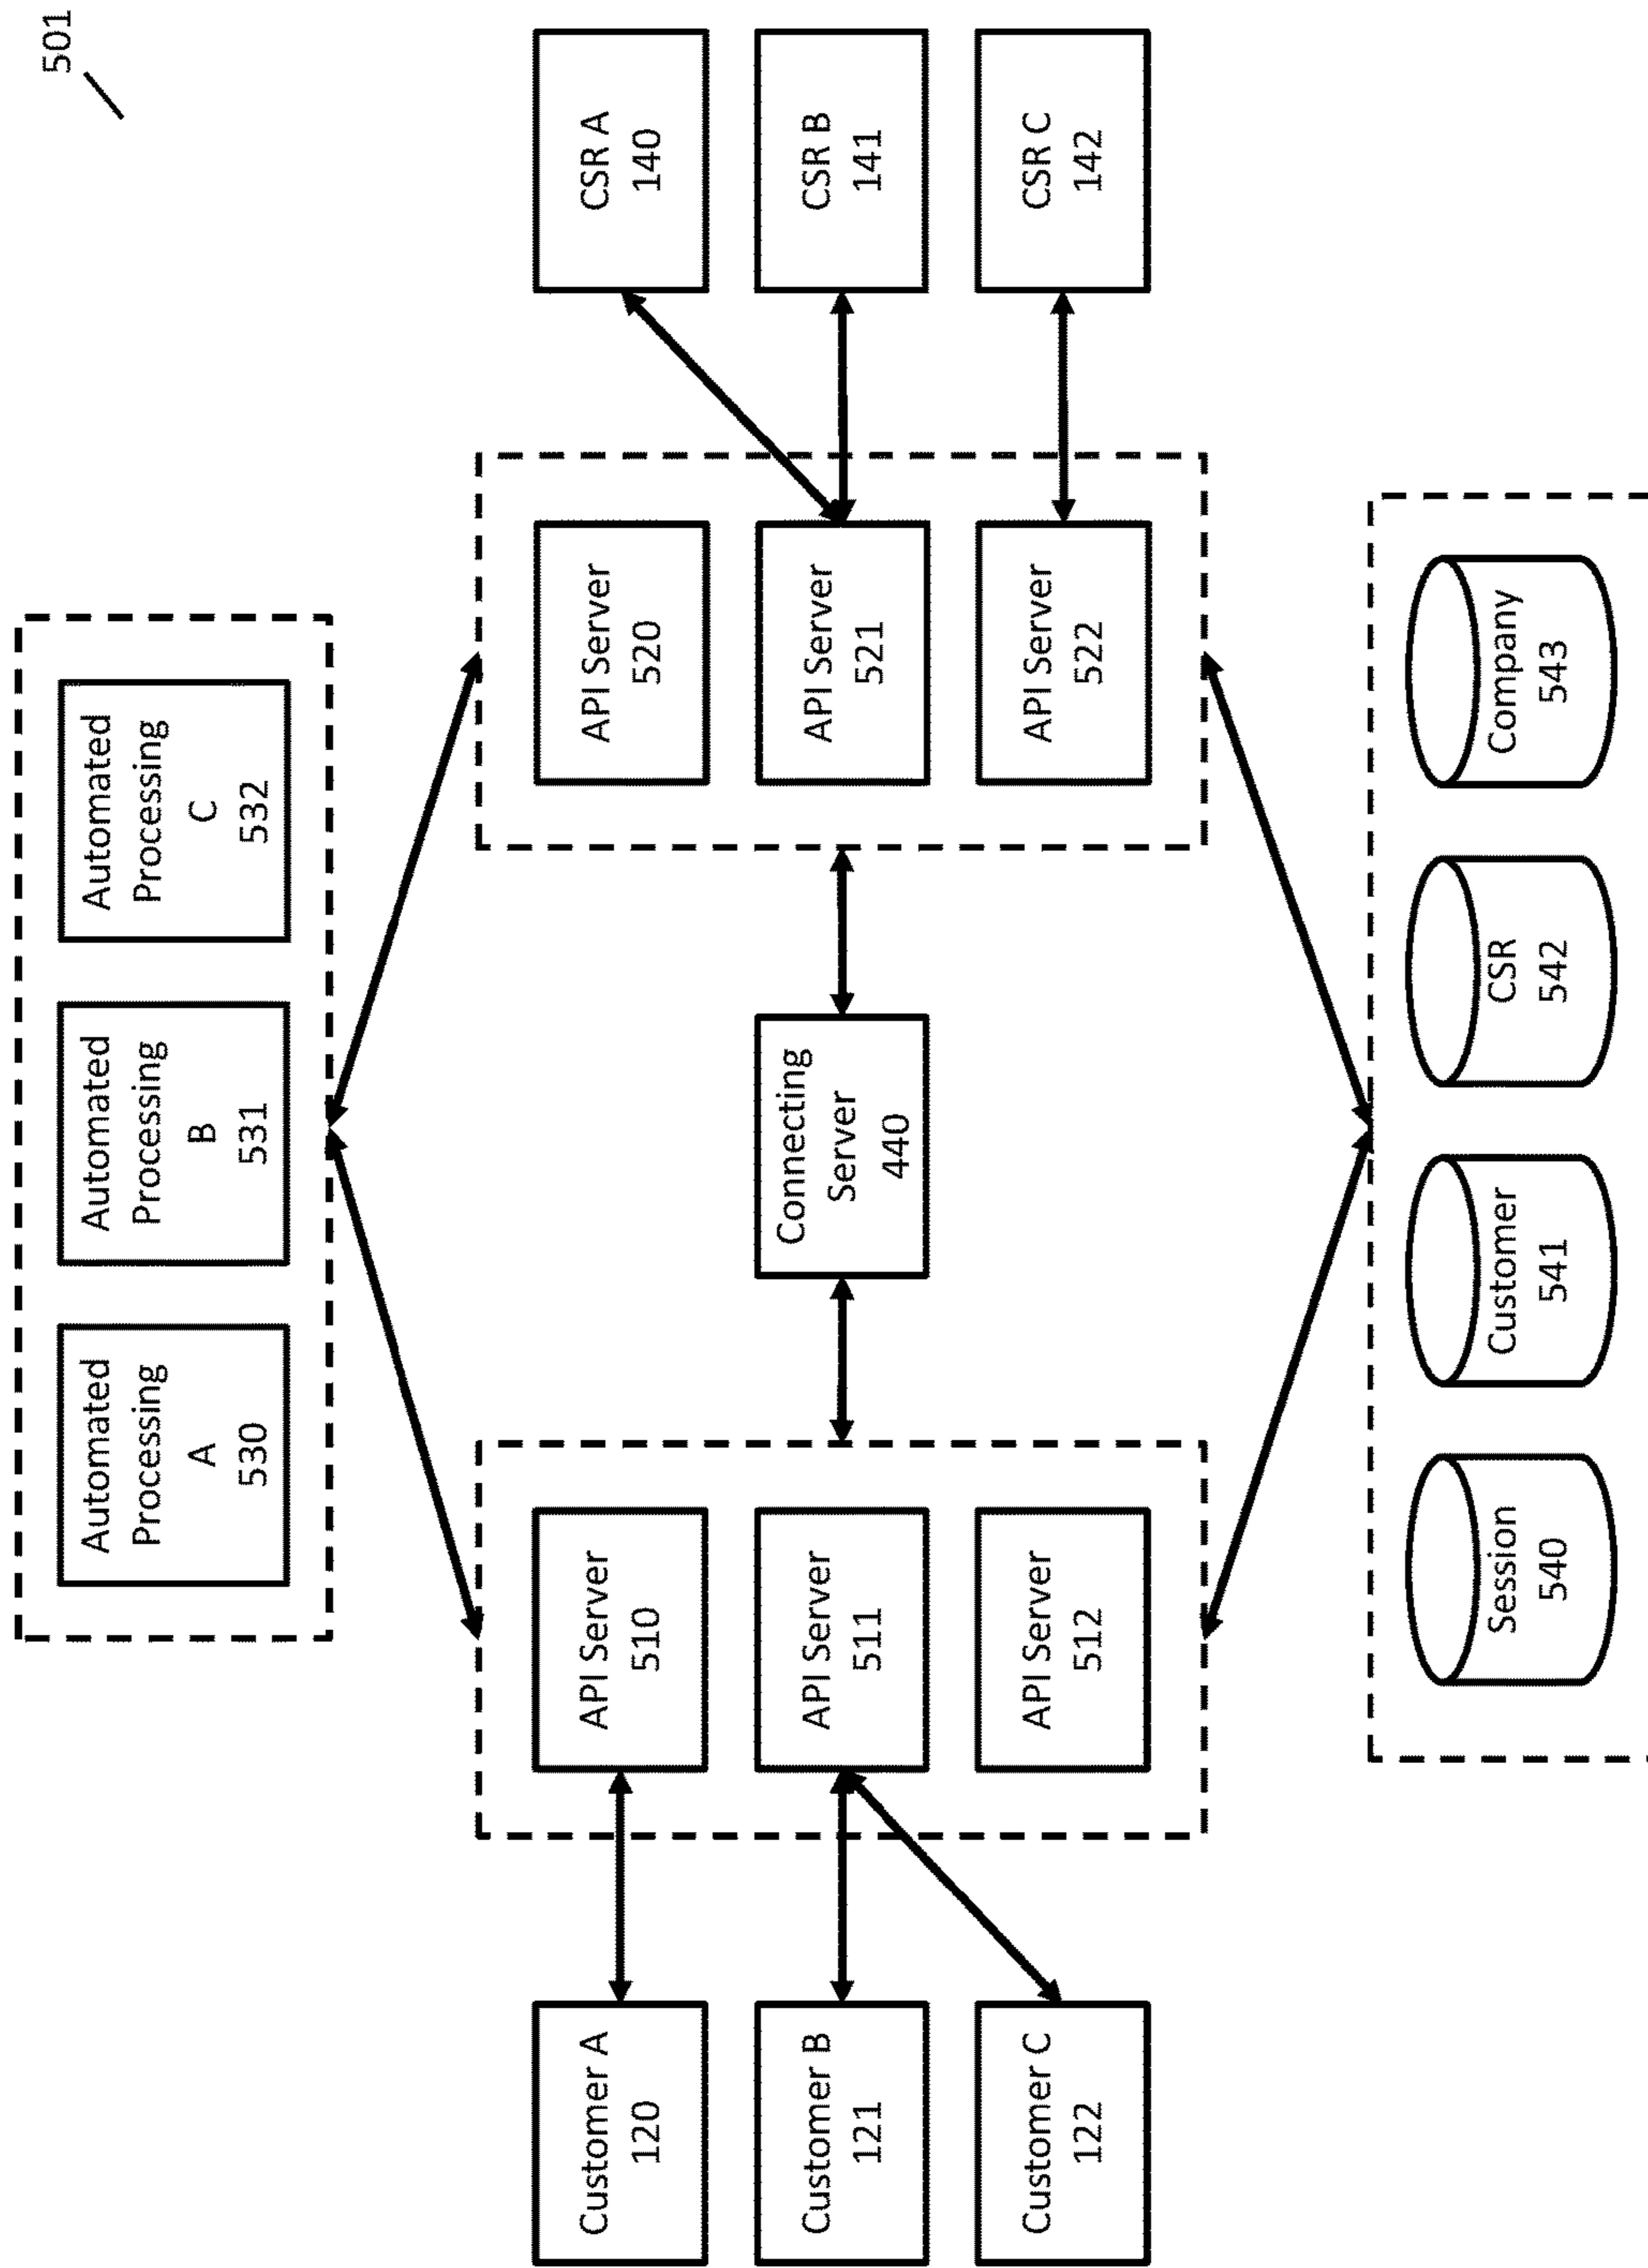 501
Automated
Processing
A
530
Automated
Processing
B
531
Automated
Processing
C
532
Customer A
120
Customer B
121
Customer C
122
API Server
510
API Server
511
API Server
512
Connecting
Server
440
API Server
520
API Server
521
API Server
522
CSR A
140
CSR B
141
CSR C
142
Session
540
Customer
541
CSR
542
Company
543